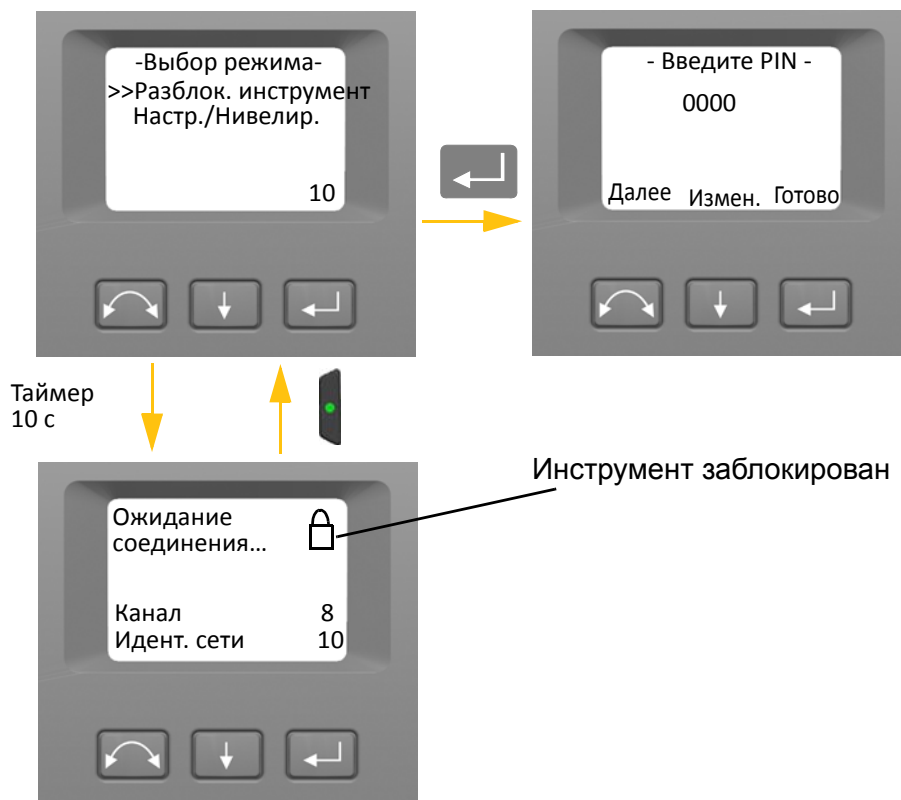 -Выбор режима-
>>Разблок. инструмент
Настр./Нивелир.
10
- Введите PIN -
0000
Далее Измен. Готово
Таймер
10 с
Инструмент заблокирован
Ожидание
соединения...
Канал 8
Идент. сети 10